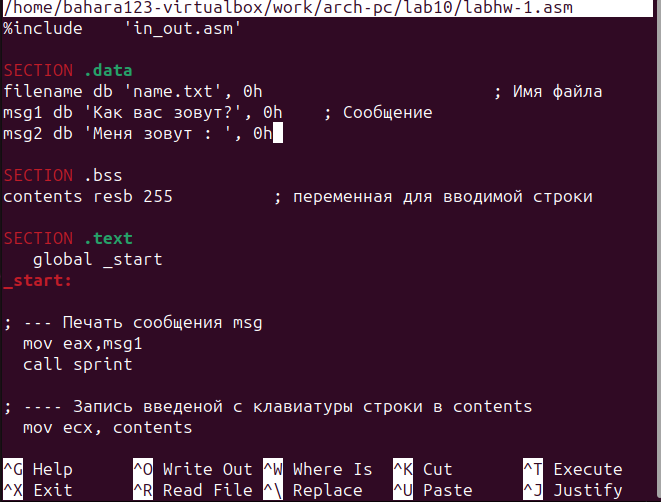 /home/bahara123-virtualbox/work/arch-pc/lab10/labhw-1.asm
%include    'in_out.asm'
SECTION .data
filename db 'name.txt', 0h                       ; Имя файла
msg1 db 'Как вас зовут?', 0h    ; Сообщение
msg2 db 'Меня зовут : ', 0h
SECTION .bss
contents resb 255          ; переменная для вводимой строки
SECTION .text
   global _start
_start:
; --- Печать сообщения msg
  mov eax,msg1
  call sprint
; ---- Запись введеной с клавиатуры строки в contents
  mov ecx, contents
^G Help      ^O Write Out ^W Where Is  ^K Cut       ^T Execute
^X Exit      ^R Read File ^\ Replace   ^U Paste     ^J Justify